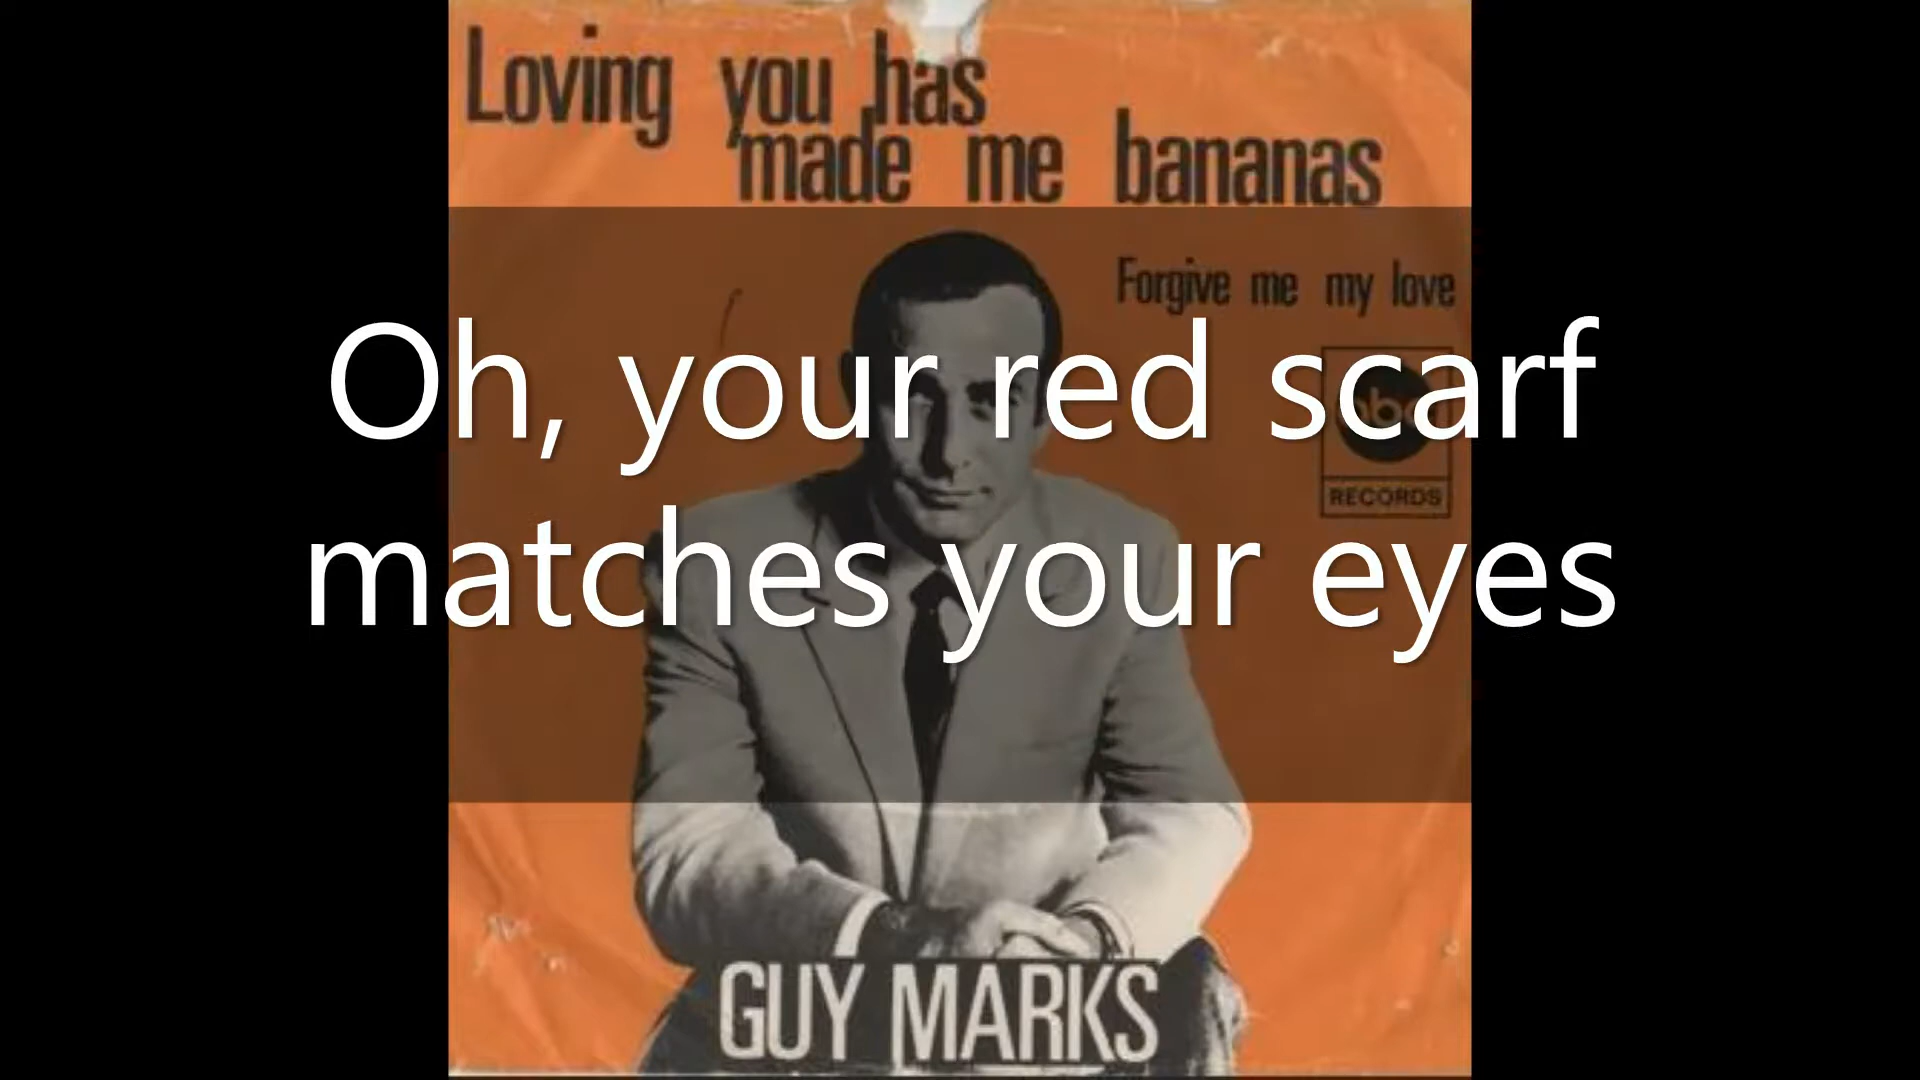 Loving you has
made me bananas
Forgive me my love
Oh, your red scarf
abc
matches your eyes
RECORDS
GUY MARKS